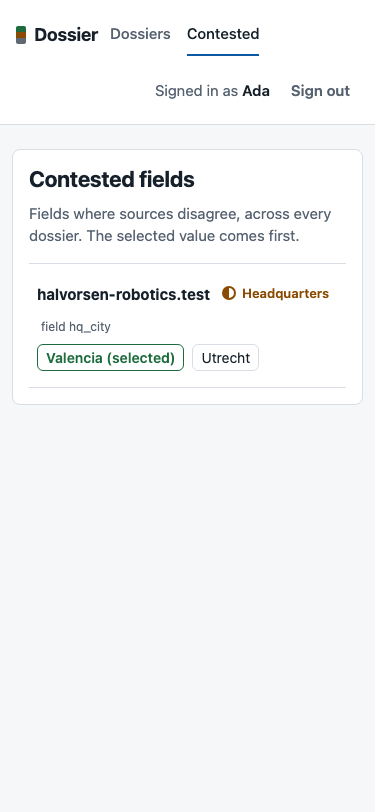 Dossier Dossiers Contested
Signed in as Ada Sign out
Contested fields
Fields where sources disagree, across every
dossier. The selected value comes first.
halvorsen-robotics.test Headquarters
field hq_city
Valencia (selected) Utrecht